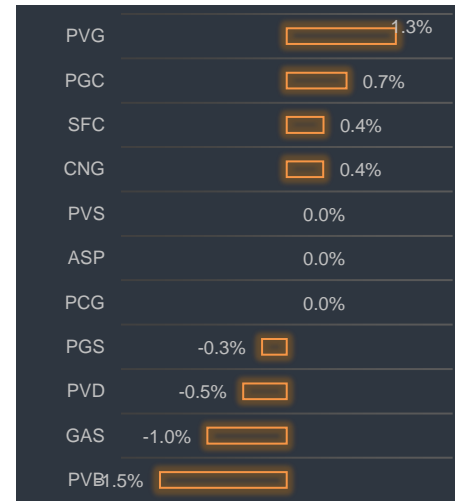 PVG 1.3%
PGC 0.7%
SFC 0.4%
CNG 0.4%
PVS 0.0%
ASP 0.0%
PCG 0.0%
PGS -0.3%
PVD -0.5%
GAS -1.0%
PVB -1.5%